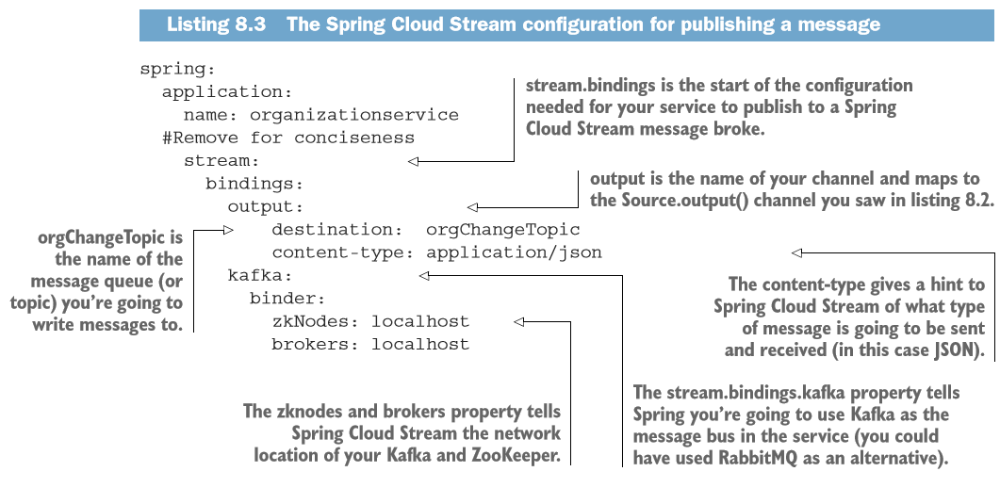 Listing 8.3 The Spring Cloud Stream configuration for publishing a message
spring:
application:
name: organizationservice
#Remove for conciseness
stream:
bindings:
output:
destination: orgChangeTopic
content-type: application/json
kafka:
binder:
zkNodes: localhost
brokers: localhost
stream.bindings is the start of the configuration
needed for your service to publish to a Spring
Cloud Stream message broke.
output is the name of your channel and maps to
the Source.output() channel you saw in listing 8.2.
orgChangeTopic is
the name of the
message queue (or
topic) you're going to
write messages to.
The content-type gives a hint to
Spring Cloud Stream of what type
of message is going to be sent
and received (in this case JSON).
The zknodes and brokers property tells
Spring Cloud Stream the network
location of your Kafka and ZooKeeper.
The stream.bindings.kafka property tells
Spring you're going to use Kafka as the
message bus in the service (you could
have used RabbitMQ as an alternative).